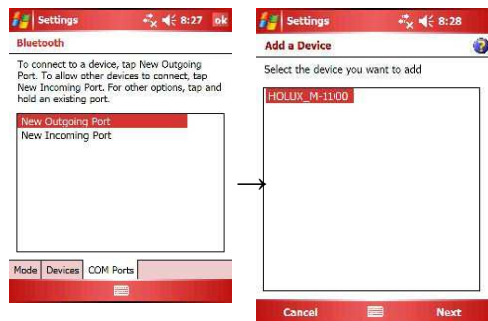 Settings 8:27 ok
Bluetooth
To connect to a device, tap New Outgoing
Port. To allow other devices to connect, tap
New Incoming Port. For other options, tap and
hold an existing port.
New Outgoing Port
New Incoming Port
Mode Devices COM Ports
→
Settings 8:28
Add a Device ?
Select the device you want to add
HOLUX_M-1100
Cancel Next